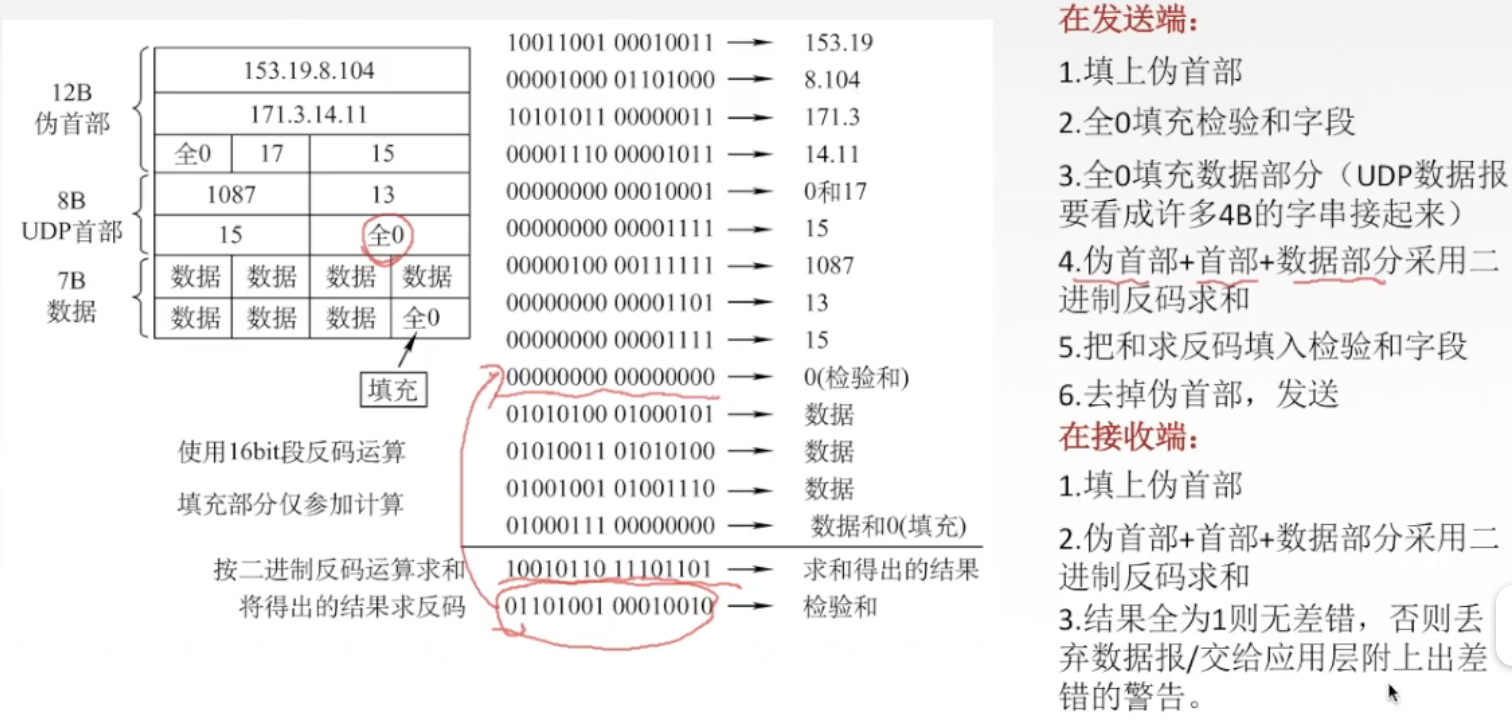 153.19.8.104
12B
伪首部
171.3.14.11
全0 17 15
8B
UDP首部
1087 13
15 全0
7B
数据
数据 数据 数据 数据
数据 数据 数据 全0
填充
使用16bit段反码运算
填充部分仅参加计算
10011001 00010011 → 153.19
00001000 01101000 → 8.104
10101011 00000011 → 171.3
00001110 00001011 → 14.11
00000000 00010001 → 0和17
00000000 00001111 → 15
00000100 00111111 → 1087
00000000 00001101 → 13
00000000 00001111 → 15
00000000 00000000 → 0(检验和)
01010100 01000101 → 数据
01010011 01010100 → 数据
01001001 01001110 → 数据
01000111 00000000 → 数据和0(填充)
按二进制反码运算求和 10010110 11101101 → 求和得出的结果
将得出的结果求反码 01101001 00010010 → 检验和
在发送端:
1.填上伪首部
2.全0填充检验和字段
3.全0填充数据部分（UDP数据报
要看成许多4B的字串接起来）
4.伪首部+首部+数据部分采用二
进制反码求和
5.把和求反码填入检验和字段
6.去掉伪首部，发送
在接收端:
1.填上伪首部
2.伪首部+首部+数据部分采用二
进制反码求和
3.结果全为1则无差错，否则丢
弃数据报/交给应用层附上出差
错的警告。